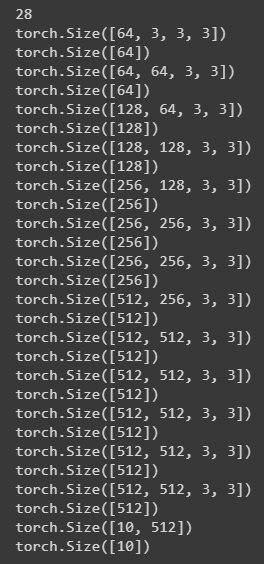 28
torch.Size([64, 3, 3, 3])
torch.Size([64])
torch.Size([64, 64, 3, 3])
torch.Size([64])
torch.Size([128, 64, 3, 3])
torch.Size([128])
torch.Size([128, 128, 3, 3])
torch.Size([128])
torch.Size([256, 128, 3, 3])
torch.Size([256])
torch.Size([256, 256, 3, 3])
torch.Size([256])
torch.Size([256, 256, 3, 3])
torch.Size([256])
torch.Size([512, 256, 3, 3])
torch.Size([512])
torch.Size([512, 512, 3, 3])
torch.Size([512])
torch.Size([512, 512, 3, 3])
torch.Size([512])
torch.Size([512, 512, 3, 3])
torch.Size([512])
torch.Size([512, 512, 3, 3])
torch.Size([512])
torch.Size([512, 512, 3, 3])
torch.Size([512])
torch.Size([10, 512])
torch.Size([10])